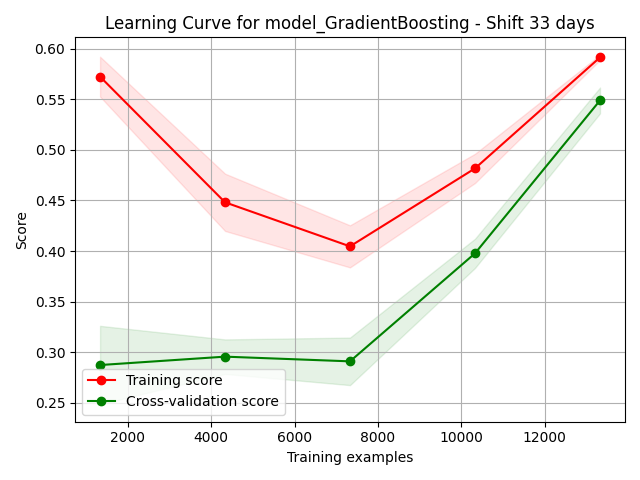 Learning Curve for model_GradientBoosting - Shift 33 days
0.60
0.55
0.50
0.45
0.40
0.35
0.30
0.25
Score
Training score
Cross-validation score
2000 4000 6000 8000 10000 12000
Training examples